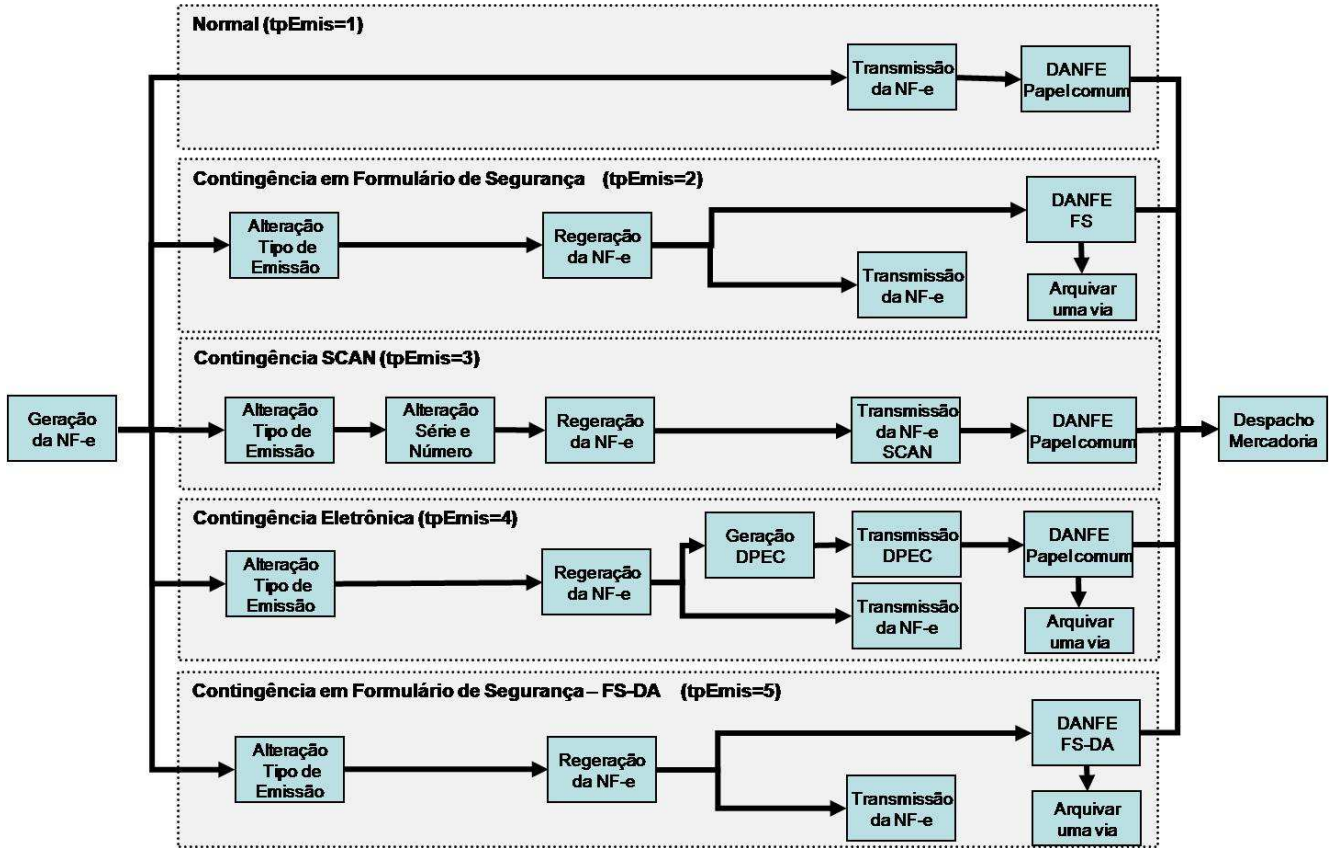 Normal (tpEmis=1)
Transmissão
da NF-e
DANFE
Papel comum
Contingência em Formulário de Segurança (tpEmis=2)
Alteração
Tipo de
Emissão
Regeração
da NF-e
DANFE
FS
Transmissão
da NF-e
Arquivar
uma via
Contingência SCAN (tpEmis=3)
Geração
da NF-e
Alteração
Tipo de
Emissão
Alteração
Série e
Número
Regeração
da NF-e
Transmissão
da NF-e
SCAN
DANFE
Papel comum
Despacho
Mercadoria
Contingência Eletrônica (tpEmis=4)
Alteração
Tipo de
Emissão
Regeração
da NF-e
Geração
DPEC
Transmissão
DPEC
DANFE
Papel comum
Transmissão
da NF-e
Arquivar
uma via
Contingência em Formulário de Segurança – FS-DA (tpEmis=5)
Alteração
Tipo de
Emissão
Regeração
da NF-e
DANFE
FS-DA
Transmissão
da NF-e
Arquivar
uma via